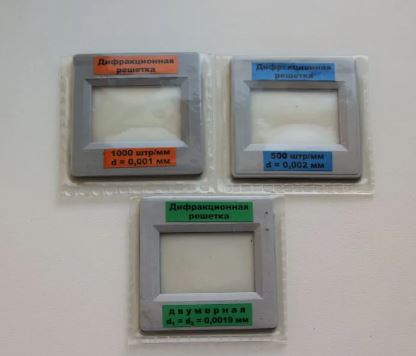 Дифракционная
решетка
1000 штр/мм
d = 0,001 мм
Дифракционная
решетка
500 штр/мм
d = 0,002 мм
Дифракционная
решетка
двумерная
d₁ = d₂ = 0,0019 мм